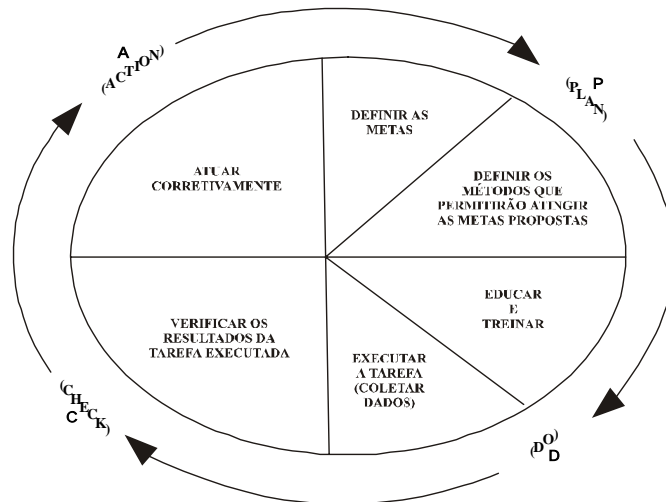 A
(ACTION)
P
(PLAN)
DEFINIR AS
METAS
ATUAR
CORRETIVAMENTE
DEFINIR OS
MÉTODOS QUE
PERMITIRÃO ATINGIR
AS METAS PROPOSTAS
EDUCAR
E
TREINAR
VERIFICAR OS
RESULTADOS DA
TAREFA EXECUTADA
EXECUTAR
A TAREFA
(COLETAR
DADOS)
(CHECK)
C
(DO)
D